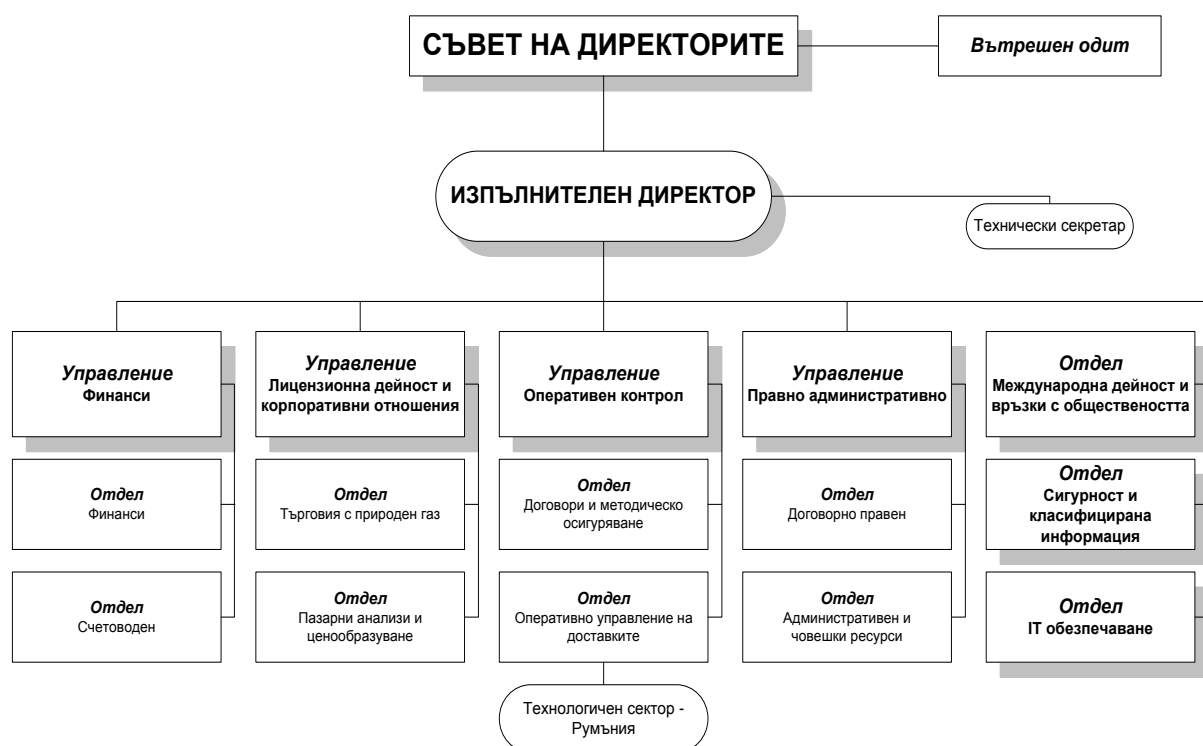 СЪВЕТ НА ДИРЕКТОРИТЕ
Вътрешен одит
ИЗПЪЛНИТЕЛЕН ДИРЕКТОР
Технически секретар
Управление
Финанси
Управление
Лицензионна дейност и
корпоративни отношения
Управление
Оперативен контрол
Управление
Правно административно
Отдел
Международна дейност и
връзки с обществеността
Отдел
Финанси
Отдел
Търговия с природен газ
Отдел
Договори и методическо
осигуряване
Отдел
Договорно правен
Отдел
Сигурност и
класифицирана
информация
Отдел
Счетоводен
Отдел
Пазарни анализи и
ценообразуване
Отдел
Оперативно управление на
доставките
Отдел
Административен и
човешки ресурси
Отдел
IT обезпечаване
Технологичен сектор -
Румъния